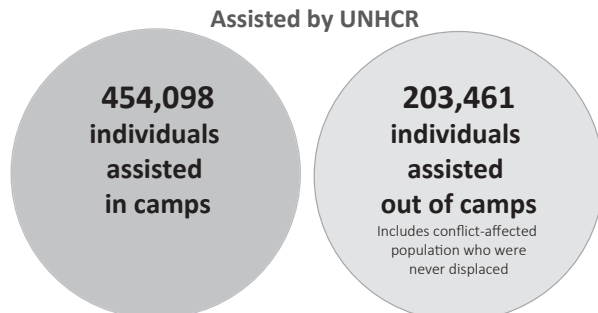 Assisted by UNHCR
454,098
individuals
assisted
in camps
203,461
individuals
assisted
out of camps
Includes conflict-affected
population who were
never displaced